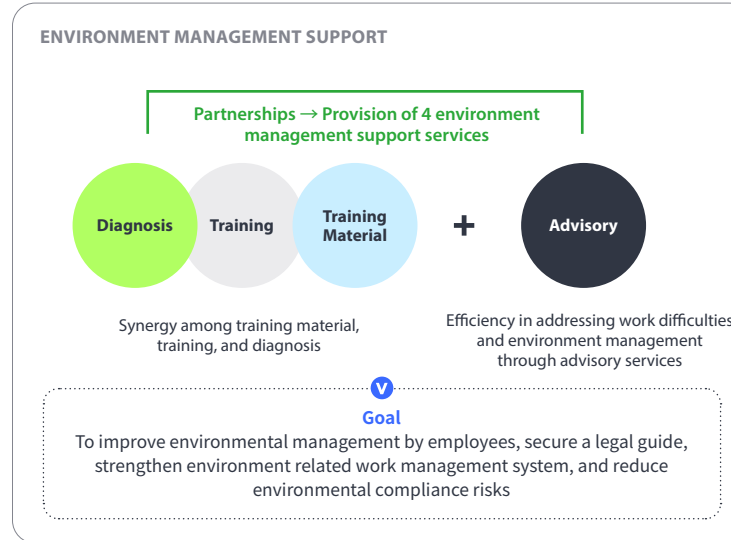 ENVIRONMENT MANAGEMENT SUPPORT
Partnerships → Provision of 4 environment
management support services
Diagnosis
Training
Training
Material
+
Advisory
Synergy among training material,
training, and diagnosis
Efficiency in addressing work difficulties
and environment management
through advisory services
V
Goal
To improve environmental management by employees, secure a legal guide,
strengthen environment related work management system, and reduce
environmental compliance risks